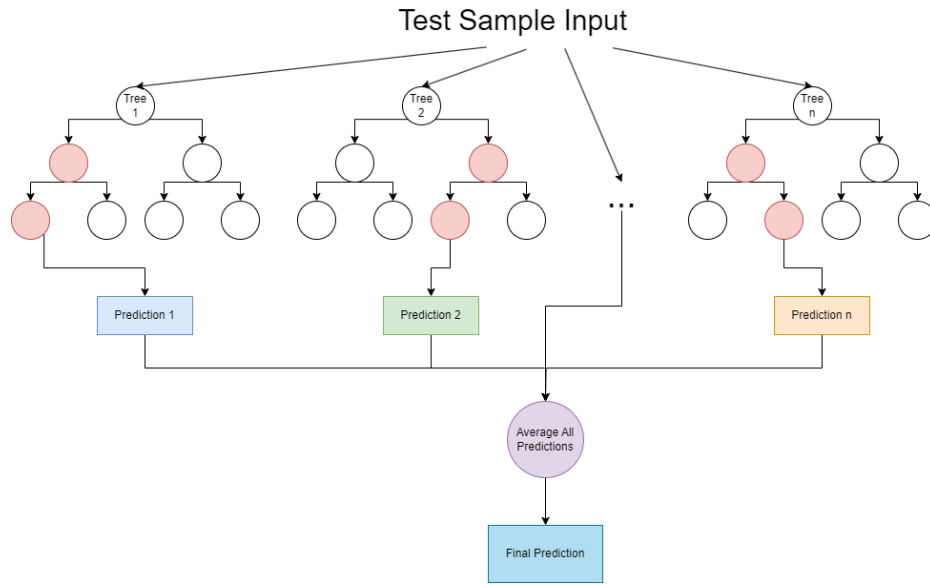 Test Sample Input
Tree
1
Tree
2
Tree
n
...
Prediction 1
Prediction 2
Prediction n
Average All
Predictions
Final Prediction